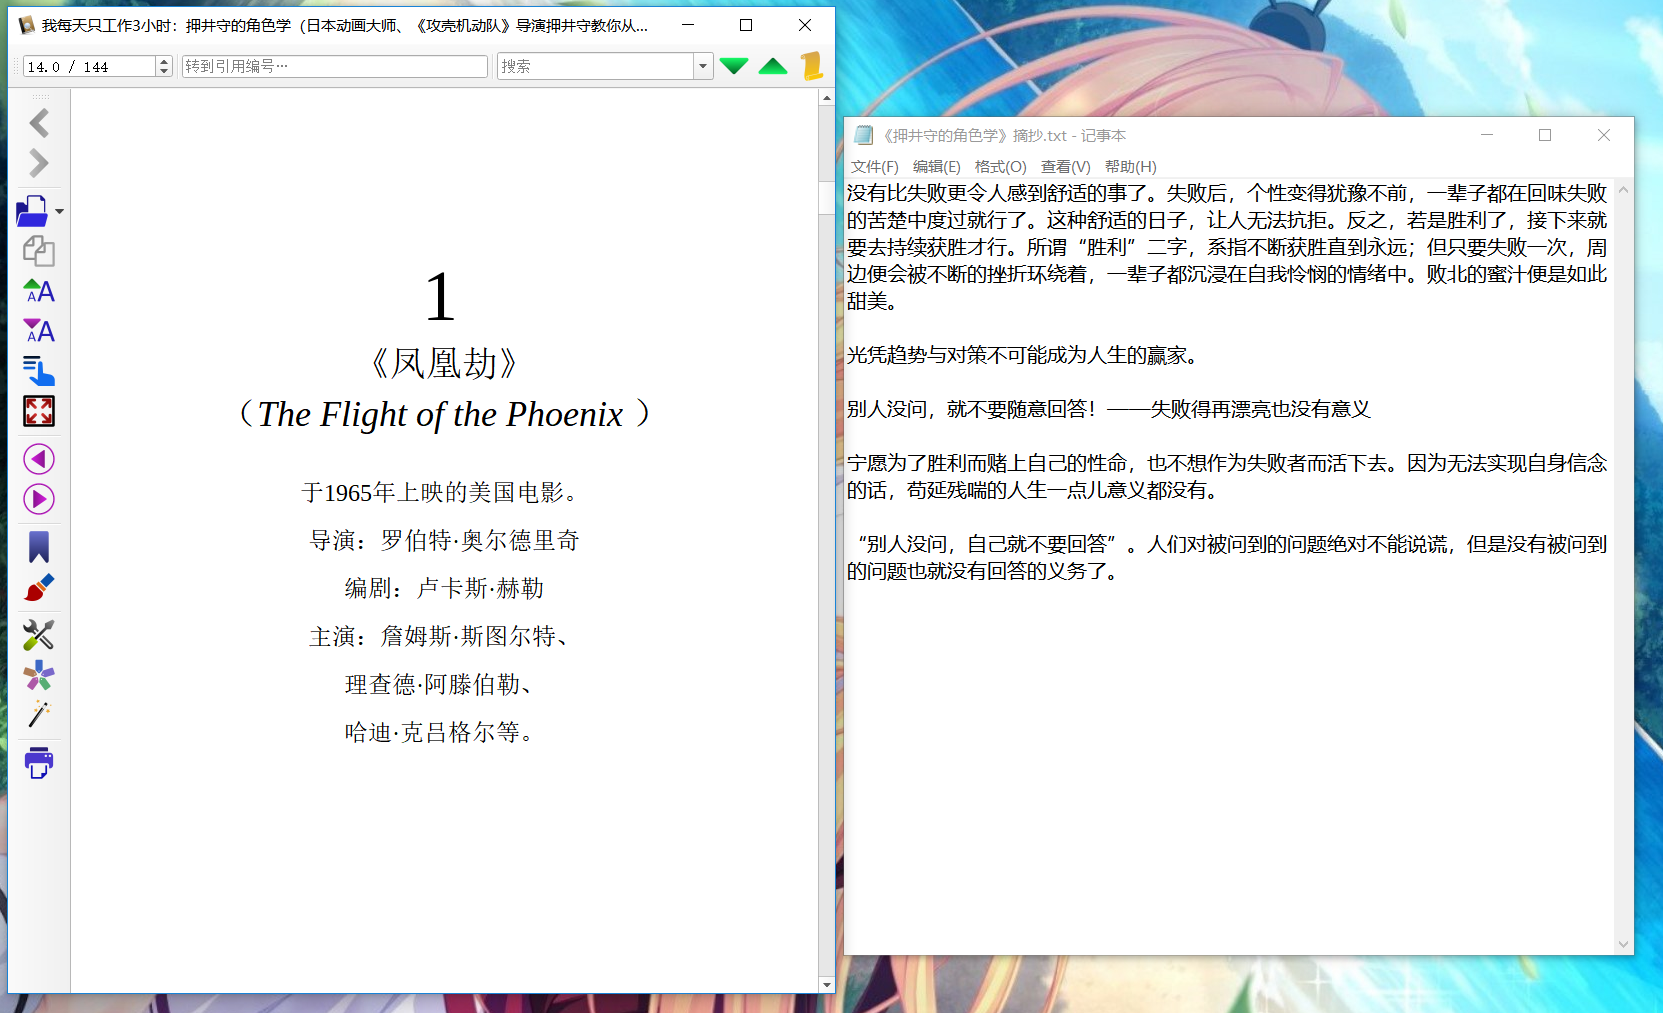 我每天只工作3小时：押井守的角色学（日本动画大师、《攻壳机动队》导演押井守教你从...
14.0 / 144
转到引用编号…
搜索
1
《凤凰劫》
（The Flight of the Phoenix ）
于1965年上映的美国电影。
导演：罗伯特·奥尔德里奇
编剧：卢卡斯·赫勒
主演：詹姆斯·斯图尔特、
理查德·阿滕伯勒、
哈迪·克吕格尔等。
《押井守的角色学》摘抄.txt - 记事本
文件(F) 编辑(E) 格式(O) 查看(V) 帮助(H)
没有比失败更令人感到舒适的事了。失败后，个性变得犹豫不前，一辈子都在回味失败
的苦楚中度过就行了。这种舒适的日子，让人无法抗拒。反之，若是胜利了，接下来就
要去持续获胜才行。所谓“胜利”二字，系指不断获胜直到永远；但只要失败一次，周
边便会被不断的挫折环绕着，一辈子都沉浸在自我怜悯的情绪中。败北的蜜汁便是如此
甜美。
光凭趋势与对策不可能成为人生的赢家。
别人没问，就不要随意回答！——失败得再漂亮也没有意义
宁愿为了胜利而赌上自己的性命，也不想作为失败者而活下去。因为无法实现自身信念
的话，苟延残喘的人生一点儿意义都没有。
“别人没问，自己就不要回答”。人们对被问到的问题绝对不能说谎，但是没有被问到
的问题也就没有回答的义务了。